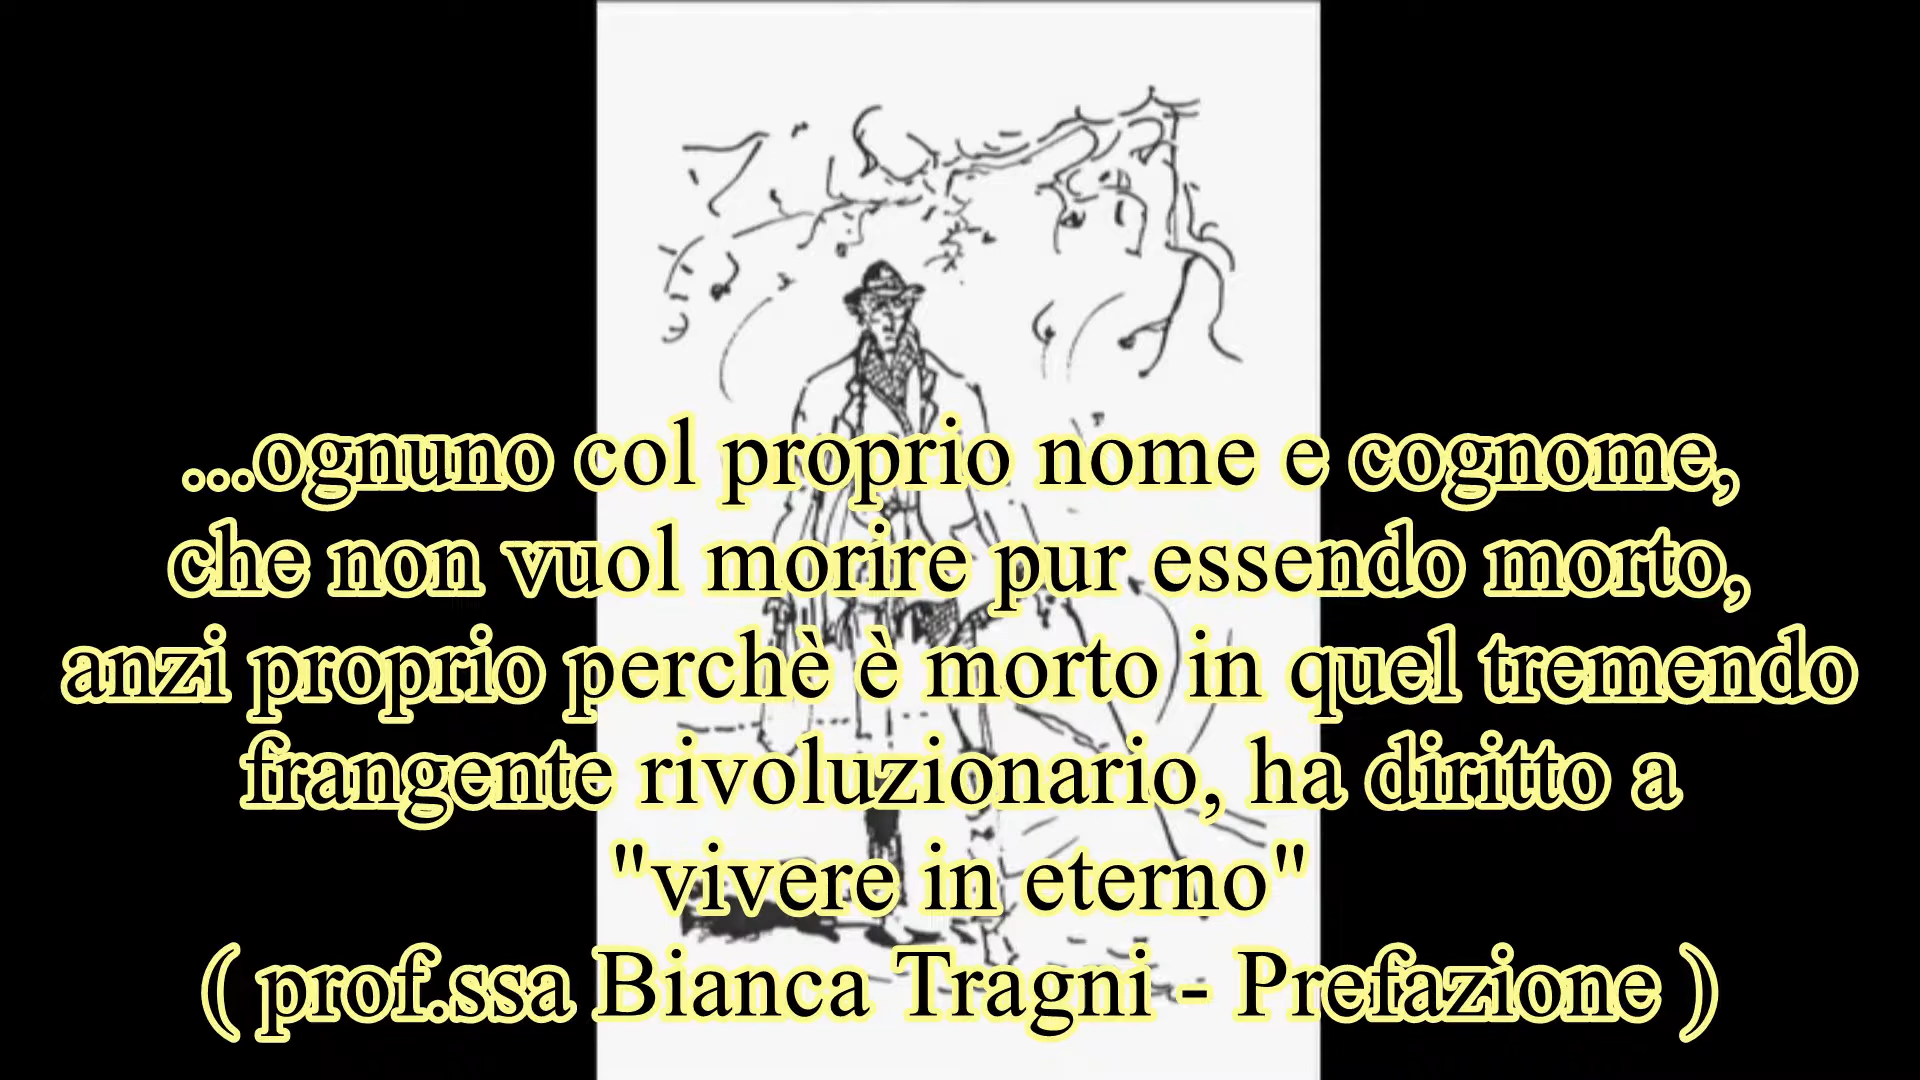 ...ognuno col proprio nome e cognome,
che non vuol morire pur essendo morto,
anzi proprio perchè è morto in quel tremendo
frangente rivoluzionario, ha diritto a
"vivere in eterno"
( prof.ssa Bianca Tragni - Prefazione )